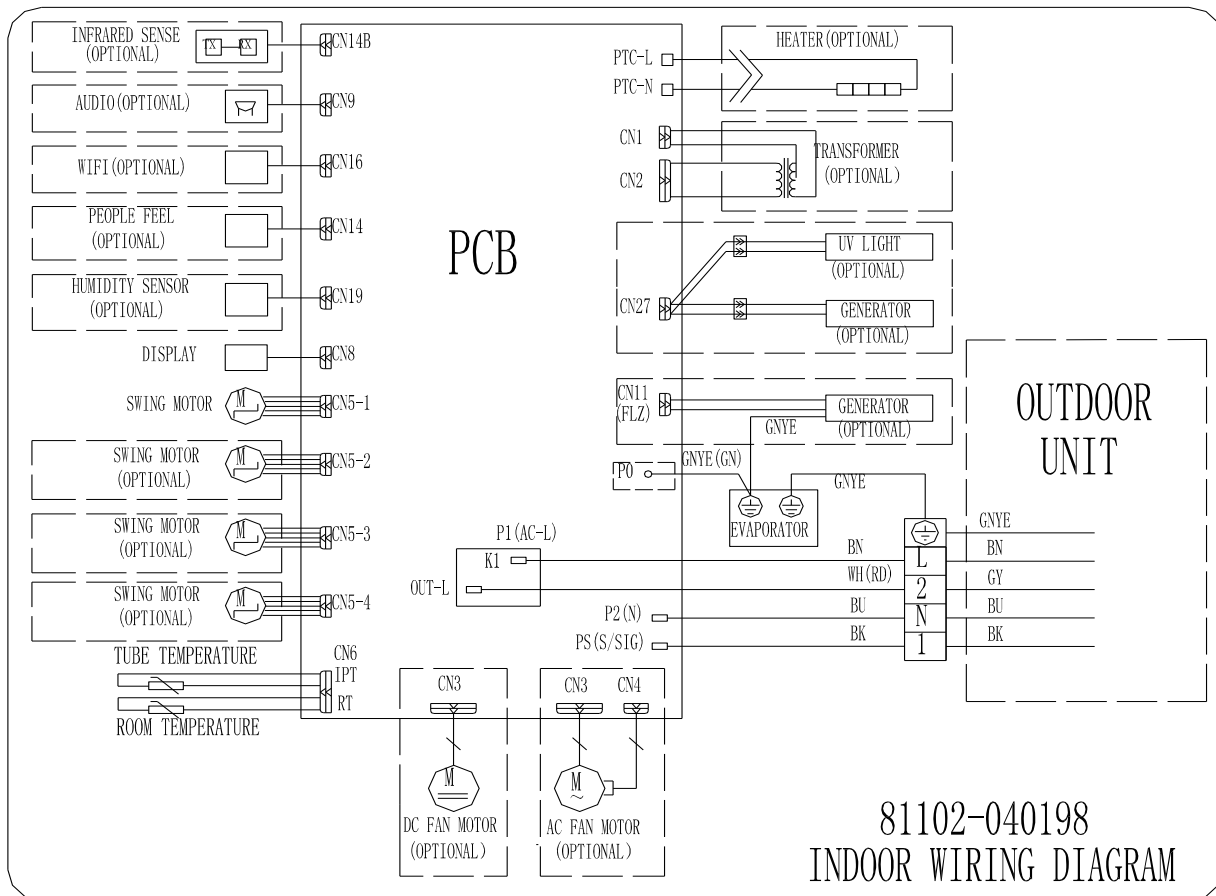 INFRARED SENSE
(OPTIONAL)
TX RX
CN14B
AUDIO(OPTIONAL)
CN9
WIFI(OPTIONAL)
CN16
PEOPLE FEEL
(OPTIONAL)
CN14
HUMIDITY SENSOR
(OPTIONAL)
CN19
DISPLAY
CN8
SWING MOTOR
M
CN5-1
SWING MOTOR
(OPTIONAL)
M
CN5-2
SWING MOTOR
(OPTIONAL)
M
CN5-3
SWING MOTOR
(OPTIONAL)
M
CN5-4
TUBE TEMPERATURE
CN6
IPT
RT
ROOM TEMPERATURE
PCB
PTC-L
PTC-N
HEATER(OPTIONAL)
CN1
CN2
TRANSFORMER
(OPTIONAL)
CN27
UV LIGHT
(OPTIONAL)
GENERATOR
(OPTIONAL)
CN11
(FLZ)
GENERATOR
(OPTIONAL)
GNYE
P0
GNYE(GN)
GNYE
EVAPORATOR
P1(AC-L)
K1
OUT-L
P2(N)
PS(S/SIG)
BN
WH(RD)
BU
BK
L
2
N
1
GNYE
BN
GY
BU
BK
OUTDOOR
UNIT
CN3
M
DC FAN MOTOR
(OPTIONAL)
CN3
CN4
M
~
AC FAN MOTOR
(OPTIONAL)
81102-040198
INDOOR WIRING DIAGRAM